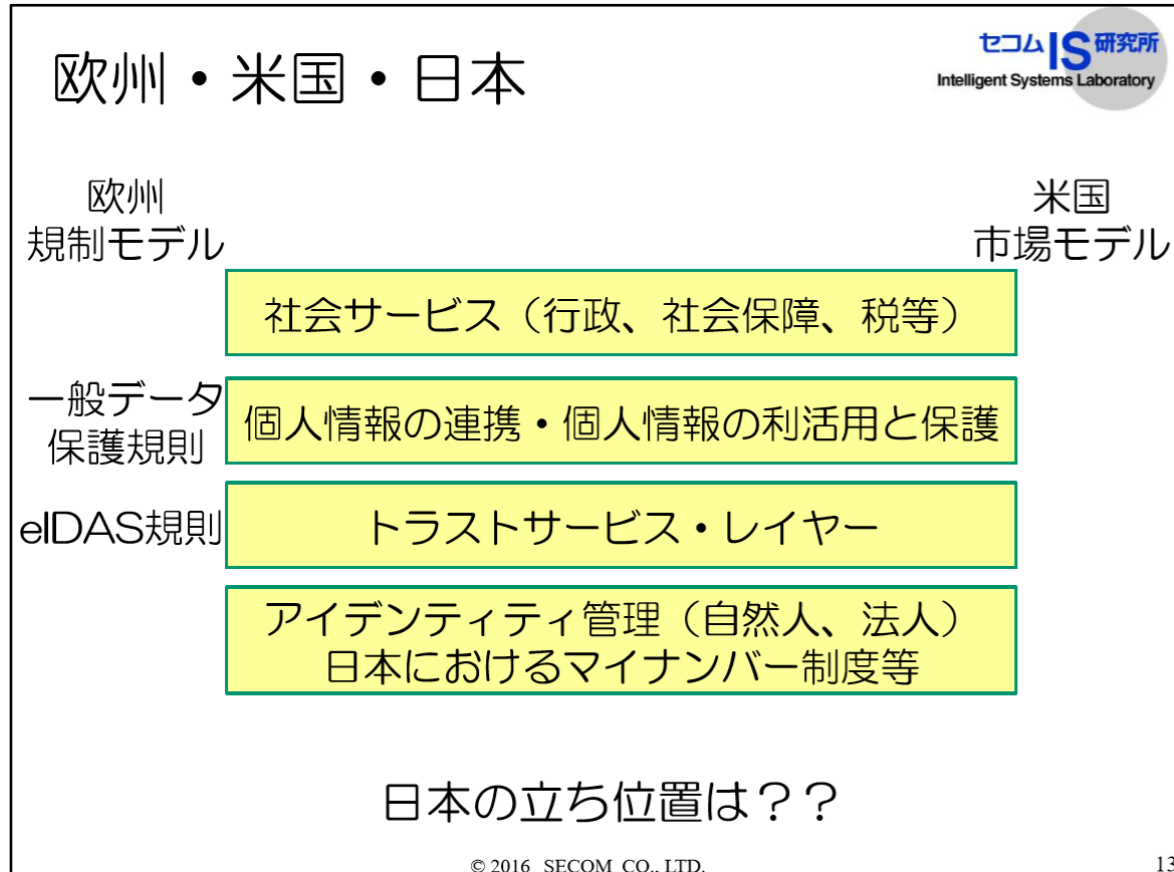 欧州・米国・日本
セコムIS研究所
Intelligent Systems Laboratory
欧州
規制モデル
米国
市場モデル
社会サービス（行政、社会保障、税等）
一般データ
保護規則
個人情報の連携・個人情報の利活用と保護
eIDAS規則
トラストサービス・レイヤー
アイデンティティ管理（自然人、法人）
日本におけるマイナンバー制度等
日本の立ち位置は？？
© 2016 SECOM CO., LTD.
13